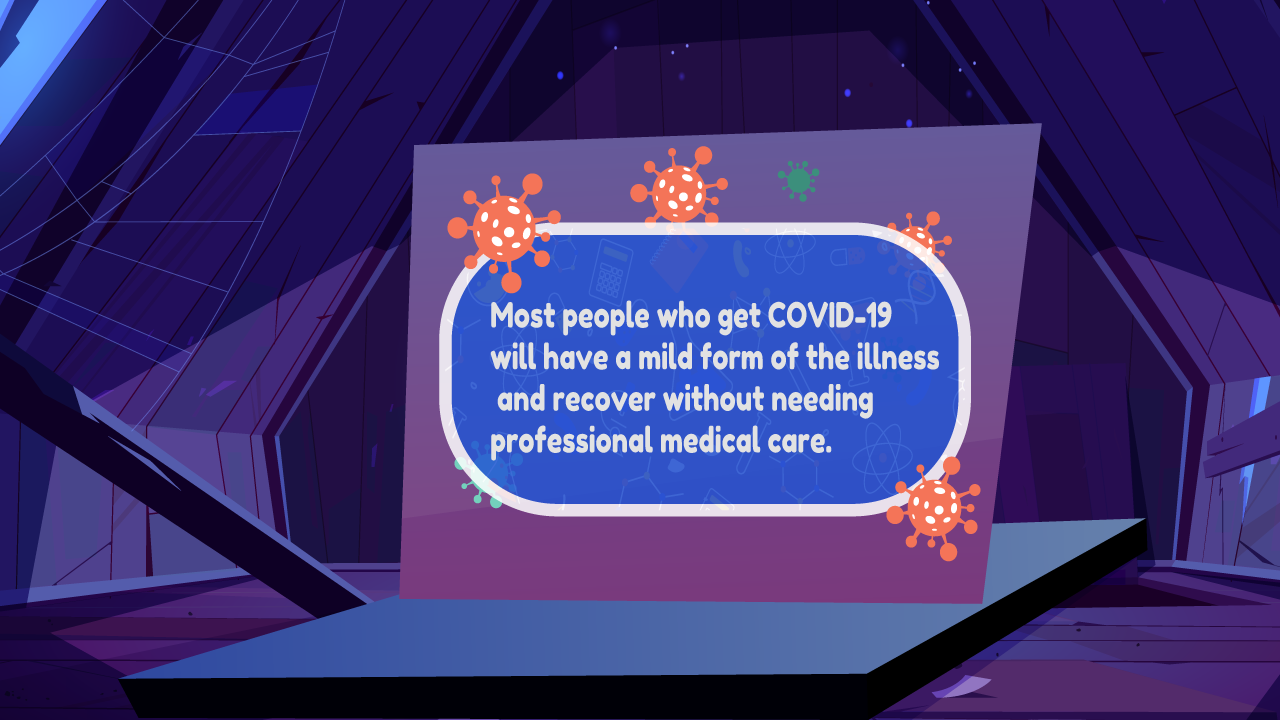 Most people who get COVID-19
will have a mild form of the illness
and recover without needing
professional medical care.